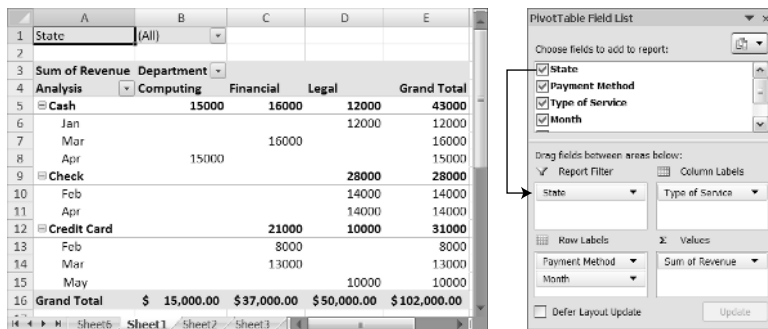 A B C D E
1 State (All)
2
3 Sum of Revenue Department
4 Analysis Computing Financial Legal Grand Total
5 Cash 15000 16000 12000 43000
6 Jan 12000 12000
7 Mar 16000 16000
8 Apr 15000 15000
9 Check 28000 28000
10 Feb 14000 14000
11 Apr 14000 14000
12 Credit Card 21000 10000 31000
13 Feb 8000 8000
14 Mar 13000 13000
15 May 10000 10000
16 Grand Total $ 15,000.00 $37,000.00 $50,000.00 $102,000.00
Sheet6 Sheet1 Sheet2 Sheet3
PivotTable Field List
Choose fields to add to report:
State
Payment Method
Type of Service
Month
Drag fields between areas below:
Report Filter Column Labels
State Type of Service
Row Labels Σ Values
Payment Method Sum of Revenue
Month
Defer Layout Update Update